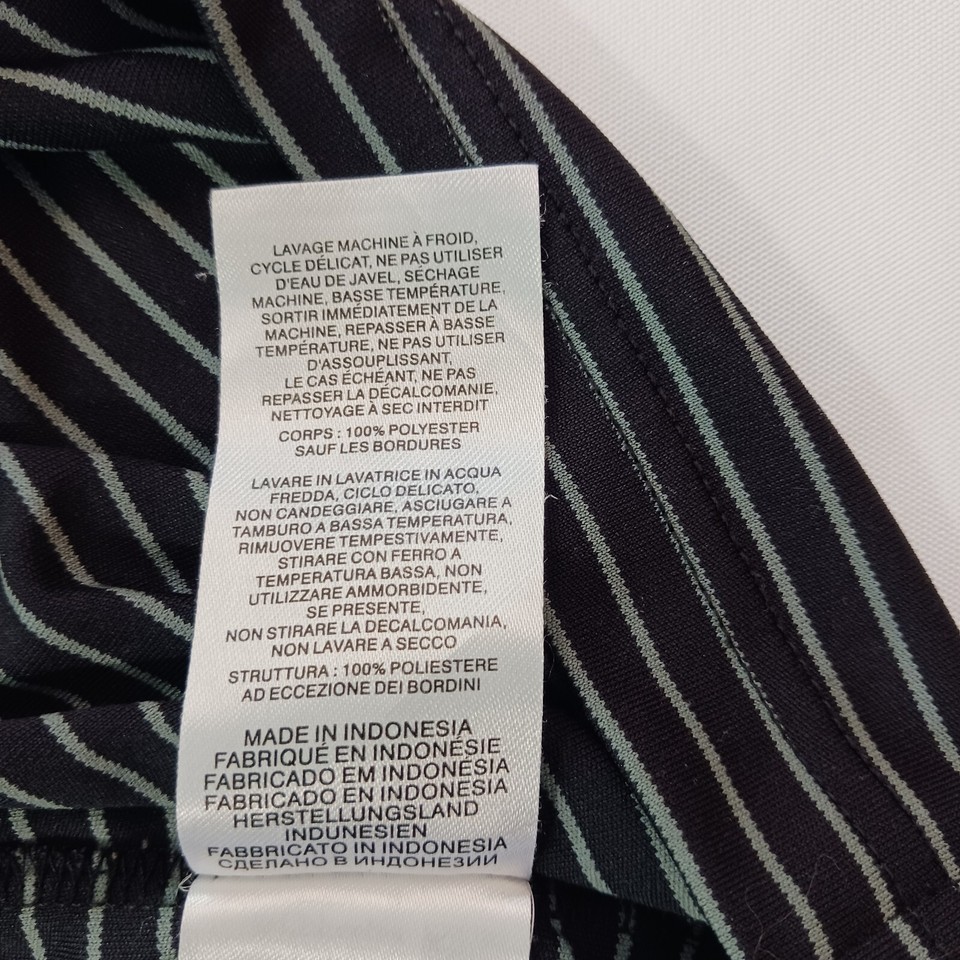 LAVAGE MACHINE À FROID,
CYCLE DÉLICAT, NE PAS UTILISER
D'EAU DE JAVEL, SÉCHAGE
MACHINE, BASSE TEMPÉRATURE,
SORTIR IMMÉDIATEMENT DE LA
MACHINE, REPASSER À BASSE
TEMPÉRATURE, NE PAS UTILISER
D'ASSOUPLISSANT,
LE CAS ÉCHÉANT, NE PAS
REPASSER LA DÉCALCOMANIE,
NETTOYAGE À SEC INTERDIT
CORPS : 100% POLYESTER
SAUF LES BORDURES
LAVARE IN LAVATRICE IN ACQUA
FREDDA, CICLO DELICATO,
NON CANDEGGIARE, ASCIUGARE A
TAMBURO A BASSA TEMPERATURA,
RIMUOVERE TEMPESTIVAMENTE,
STIRARE CON FERRO A
TEMPERATURA BASSA, NON
UTILIZZARE AMMORBIDENTE,
SE PRESENTE,
NON STIRARE LA DECALCOMANIA,
NON LAVARE A SECCO
STRUTTURA : 100% POLIESTERE
AD ECCEZIONE DEI BORDINI
MADE IN INDONESIA
FABRIQUÉ EN INDONÉSIE
FABRICADO EM INDONÉSIA
FABRICADO EN INDONESIA
HERSTELLUNGSLAND
INDUNESIEN
FABBRICATO IN INDONESIA
СДЕЛАНО В ИНДОНЕЗИИ